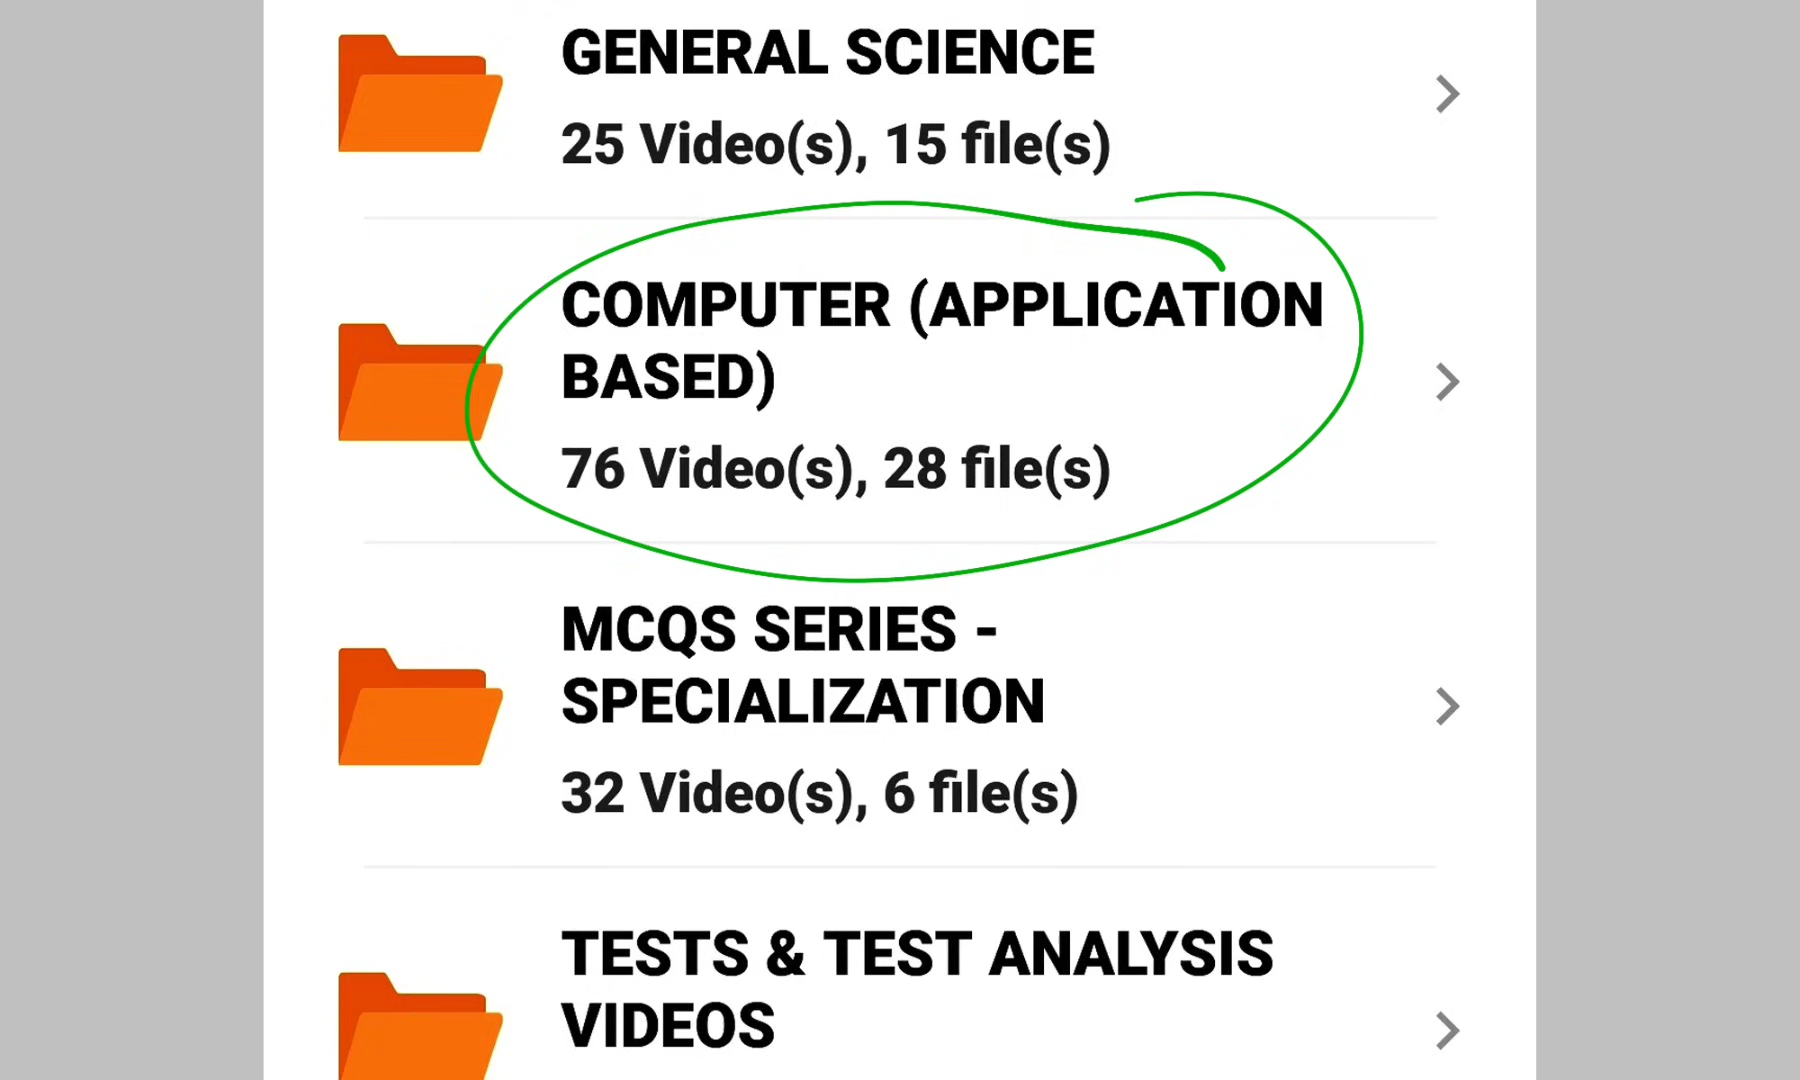 GENERAL SCIENCE
25 Video(s), 15 file(s)
COMPUTER (APPLICATION
BASED)
76 Video(s), 28 file(s)
MCQS SERIES -
SPECIALIZATION
32 Video(s), 6 file(s)
TESTS & TEST ANALYSIS
VIDEOS